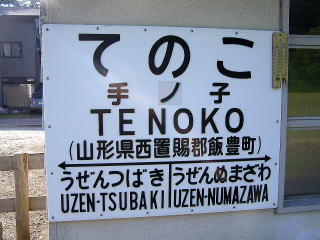 てのこ
手ノ子
TENOKO
(山形県西置賜郡飯豊町)
うぜんつばき うぜんぬまざわ
UZEN-TSUBAKI UZEN-NUMAZAWA